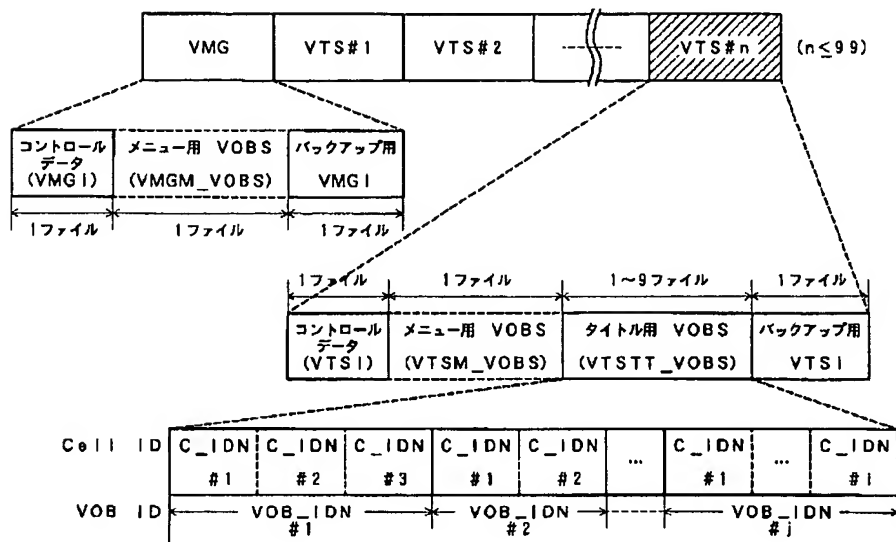 VMG VTS#1 VTS#2 VTS#n (n≤99)
コントロール メニュー用 VOBS バックアップ用
データ
(VMGI) (VMGM_VOBS) VMGI
1ファイル 1ファイル 1ファイル
1ファイル 1ファイル 1~9ファイル 1ファイル
コントロール メニュー用 VOBS タイトル用 VOBS バックアップ用
データ
(VTSI) (VTSM_VOBS) (VTSTT_VOBS) VTSI
Cell ID C_IDN C_IDN C_IDN C_IDN C_IDN ... C_IDN ... C_IDN
#1 #2 #3 #1 #2 #1 #i
VOB ID VOB_IDN VOB_IDN VOB_IDN
#1 #2 #j